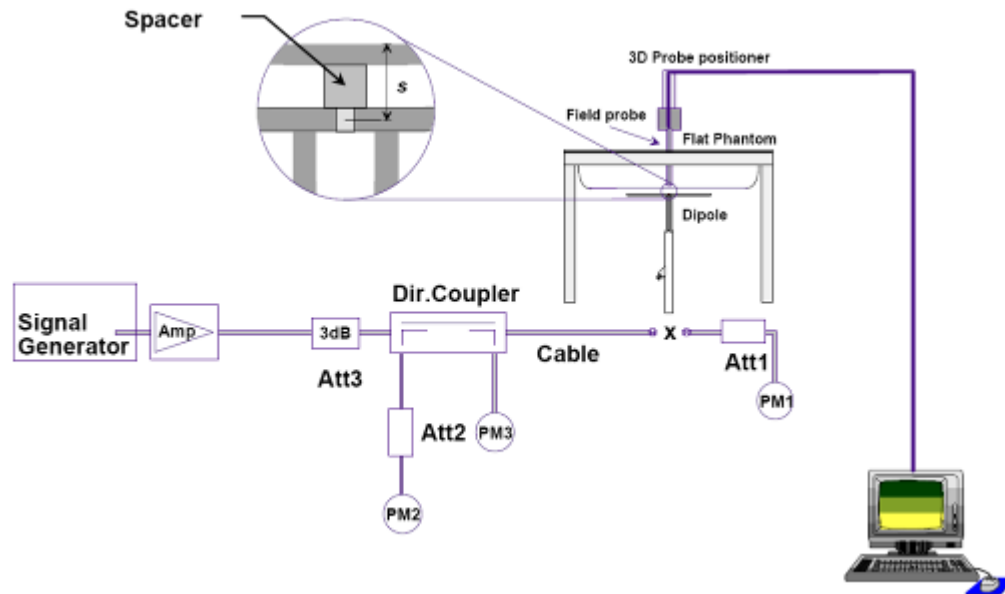 Spacer
s
3D Probe positioner
Field probe
Flat Phantom
Dipole
Signal
Generator
Amp
3dB
Att3
Dir.Coupler
Cable
x
Att1
PM1
Att2
PM3
PM2